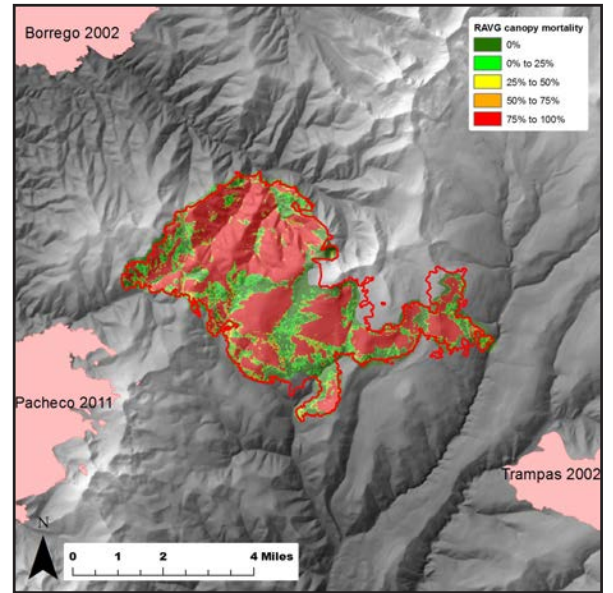 Borrego 2002
RAVG canopy mortality
0%
0% to 25%
25% to 50%
50% to 75%
75% to 100%
Pacheco 2011
Trampas 2002
N
0 1 2 4 Miles